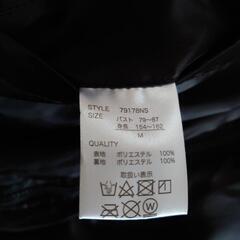 STYLE 79178NS
SIZE バスト 79~87
身長 154~162
M
QUALITY
表地 ポリエステル 100%
裏地 ポリエステル 100%
取扱い表示